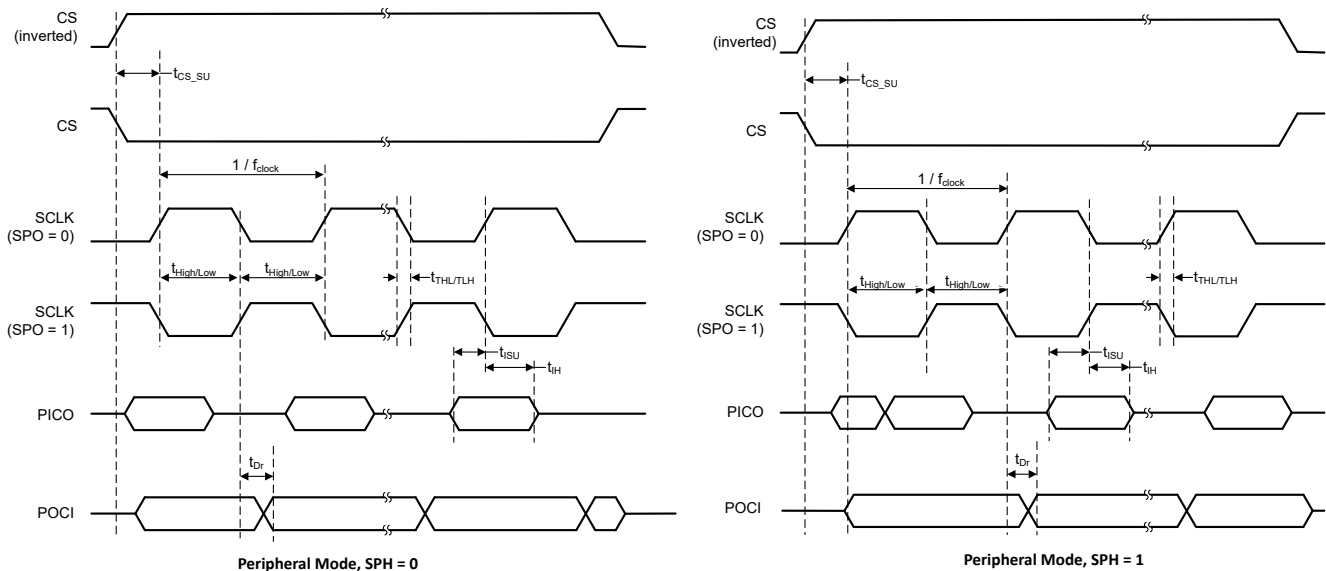 CS
(inverted)
tCS_SU
CS
1 / fclock
SCLK
(SPO = 0)
tHigh/Low
tHigh/Low
tTHL/TLH
SCLK
(SPO = 1)
tISU
tIH
PICO
tDr
POCI
Peripheral Mode, SPH = 0
CS
(inverted)
tCS_SU
CS
1 / fclock
SCLK
(SPO = 0)
tHigh/Low
tHigh/Low
tTHL/TLH
SCLK
(SPO = 1)
tISU
tIH
PICO
tDr
POCI
Peripheral Mode, SPH = 1